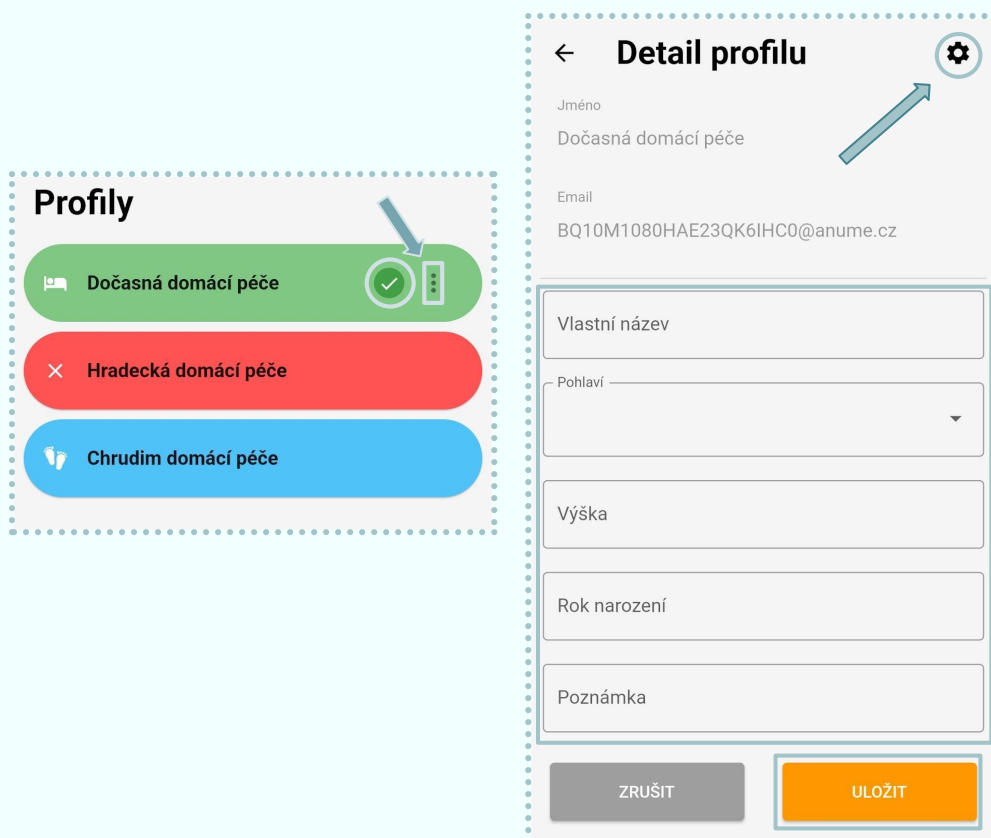 Profily
Dočasná domácí péče
Hradecká domácí péče
Chrudim domácí péče
Detail profilu
Jméno
Dočasná domácí péče
Email
BQ10M1080HAE23QK6IHC0@anume.cz
Vlastní název
Pohlaví
Výška
Rok narození
Poznámka
ZRUŠIT
ULOŽIT